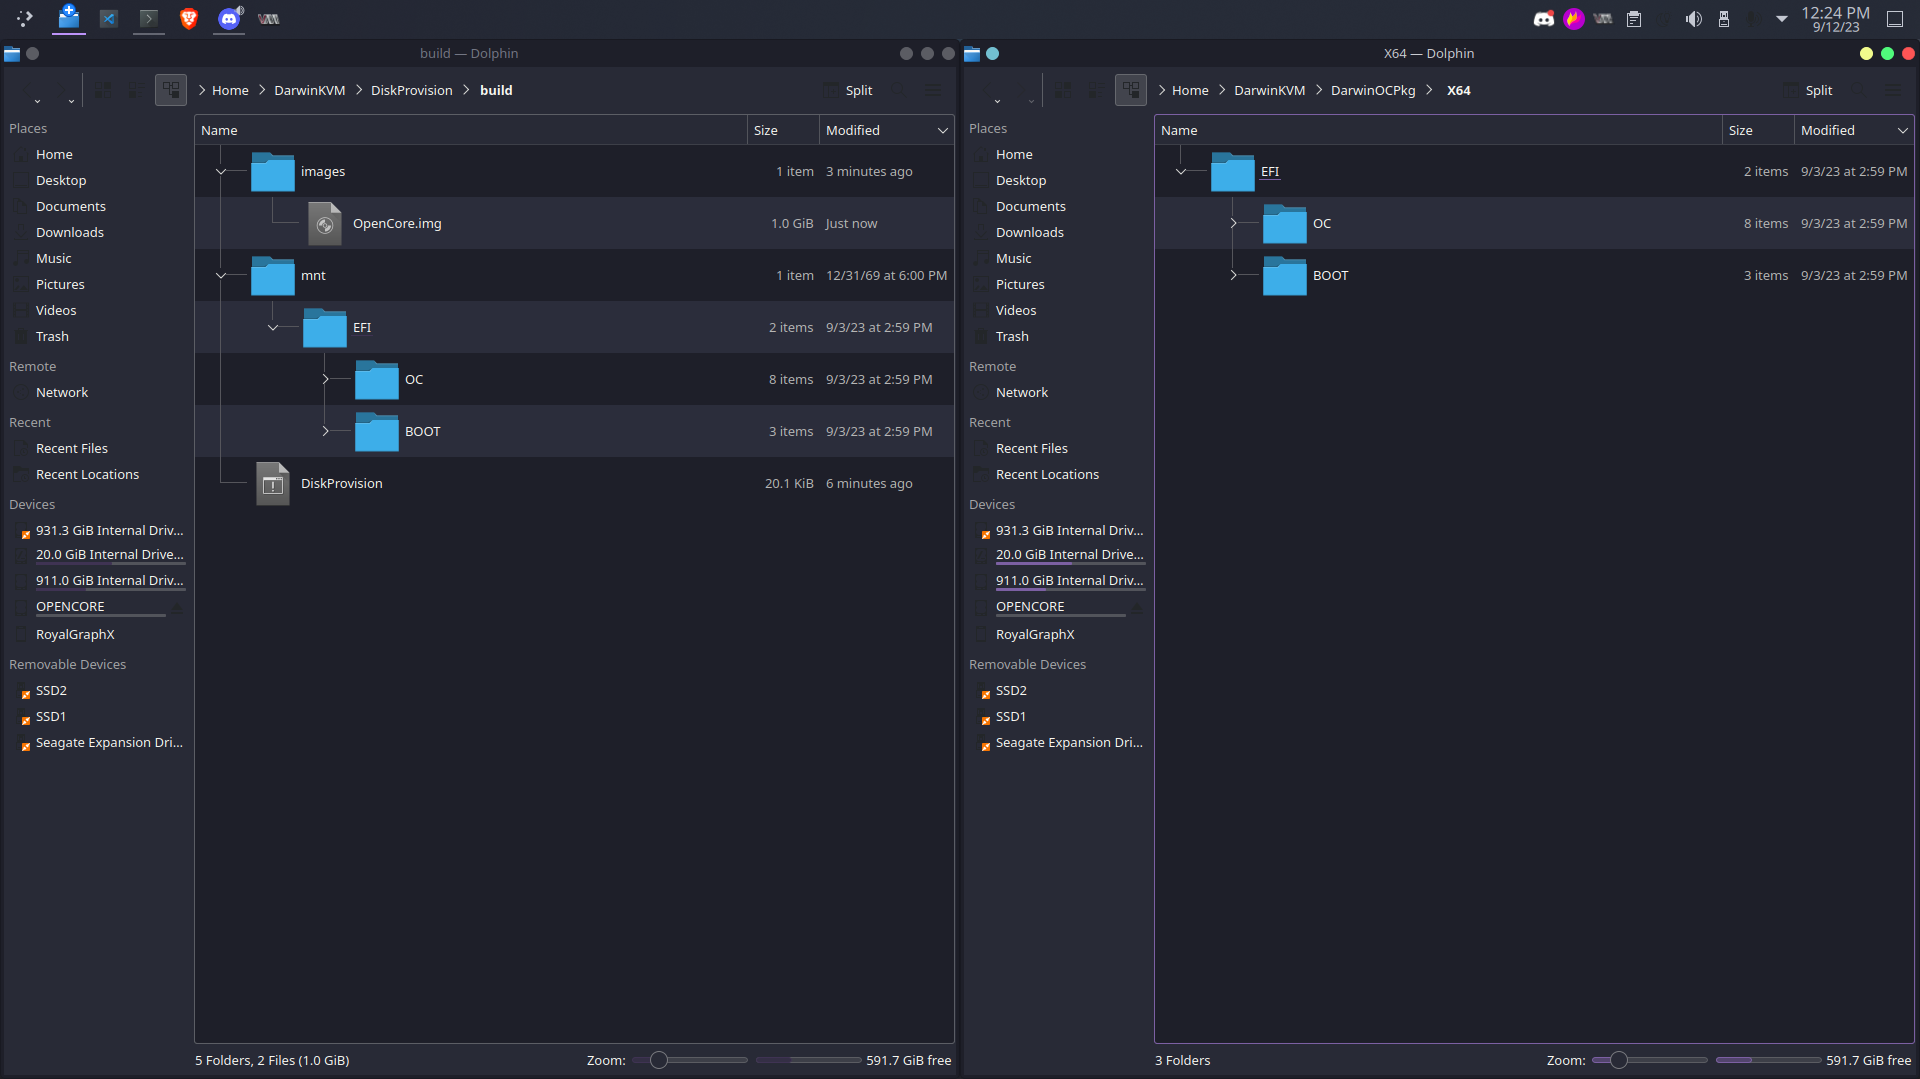 12:24 PM
9/12/23
build — Dolphin
Home
DarwinKVM
DiskProvision
build
Split
Places
Home
Desktop
Documents
Downloads
Music
Pictures
Videos
Trash
Remote
Network
Recent
Recent Files
Recent Locations
Devices
931.3 GiB Internal Driv...
20.0 GiB Internal Drive...
911.0 GiB Internal Driv...
OPENCORE
RoyalGraphX
Removable Devices
SSD2
SSD1
Seagate Expansion Dri...
Name Size Modified
images 1 item 3 minutes ago
OpenCore.img 1.0 GiB Just now
mnt 1 item 12/31/69 at 6:00 PM
EFI 2 items 9/3/23 at 2:59 PM
OC 8 items 9/3/23 at 2:59 PM
BOOT 3 items 9/3/23 at 2:59 PM
DiskProvision 20.1 KiB 6 minutes ago
5 Folders, 2 Files (1.0 GiB)
Zoom:
591.7 GiB free
X64 — Dolphin
Home
DarwinKVM
DarwinOCPkg
X64
Split
Places
Home
Desktop
Documents
Downloads
Music
Pictures
Videos
Trash
Remote
Network
Recent
Recent Files
Recent Locations
Devices
931.3 GiB Internal Driv...
20.0 GiB Internal Drive...
911.0 GiB Internal Driv...
OPENCORE
RoyalGraphX
Removable Devices
SSD2
SSD1
Seagate Expansion Dri...
Name Size Modified
EFI 2 items 9/3/23 at 2:59 PM
OC 8 items 9/3/23 at 2:59 PM
BOOT 3 items 9/3/23 at 2:59 PM
3 Folders
Zoom:
591.7 GiB free